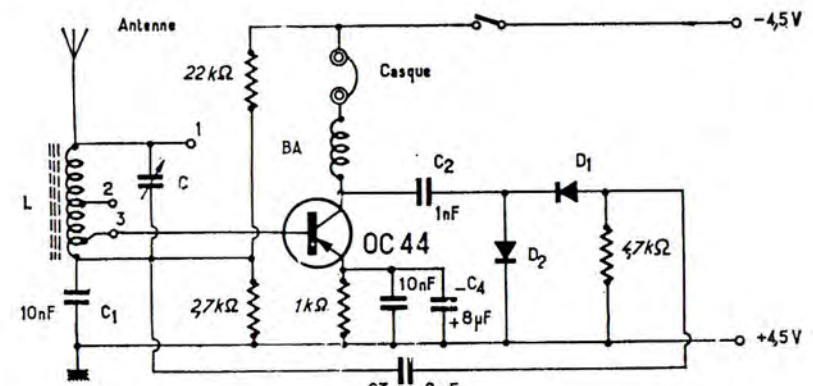 Antenne
-4,5 V
22 kΩ
Casque
1
BA
C2
D1
C
L
2
1nF
3
OC 44
D2
4,7kΩ
10nF
C1
2,7kΩ
1kΩ
10nF
-C4
+8µF
+4,5V